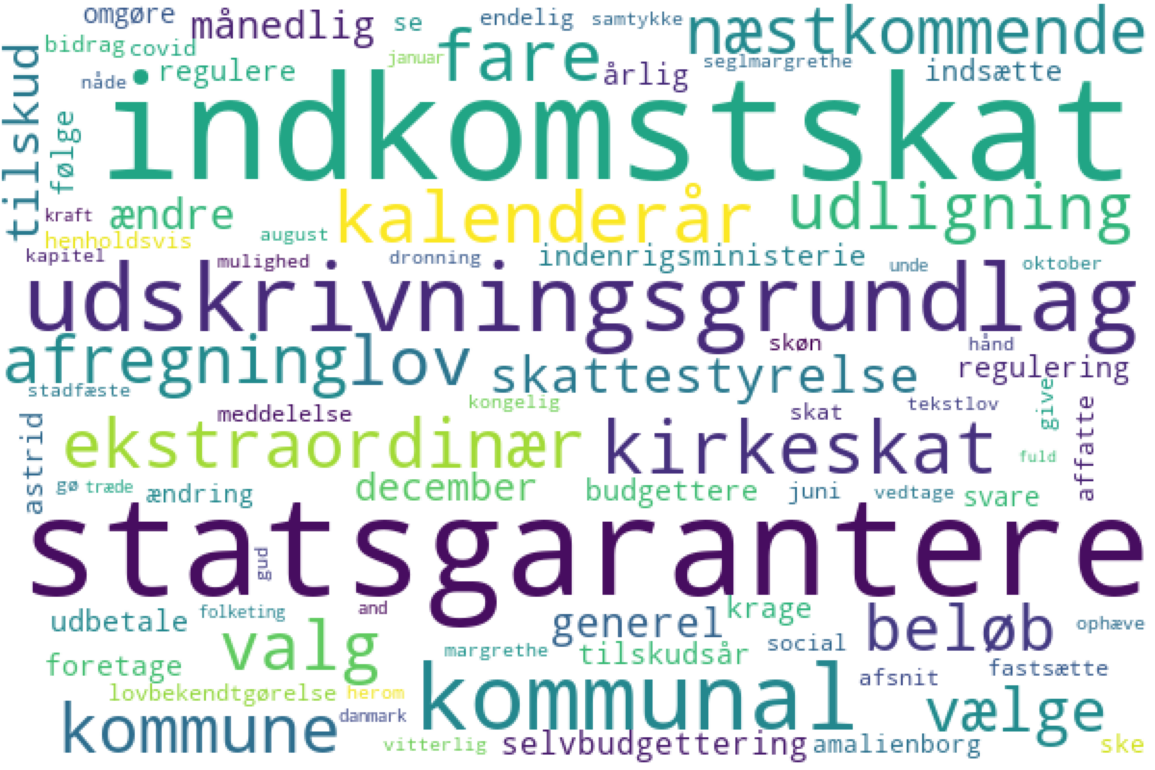 omgøre månedlig se endelig samtykke næstkommende
bidrag covid januar fare seglmargrethe
tilskud nåde regulere årlig indsætte
indkomstskat
følge
kraft ændre kalenderår udligning
henholdsvis august
kapitel mulighed dronning indenrigsministerie unde oktober
udskrivningsgrundlag
afregning lov skøn hånd
stadfæste skattestyrelse regulering
meddelelse kongelig skat tekstlov give
astrid ekstraordinær kirkeskat fuld affatte
gø træde ændring december budgettere juni vedtage svare
statsgarantere
gud
udbetale folketing and generel krage beløb ophæve
foretage valg margrethe tilskudsår social afsnit fastsætte
lovbekendtgørelse herom kommunal vælge
kommune danmark
vitterlig selvbudgettering amalienborg ske